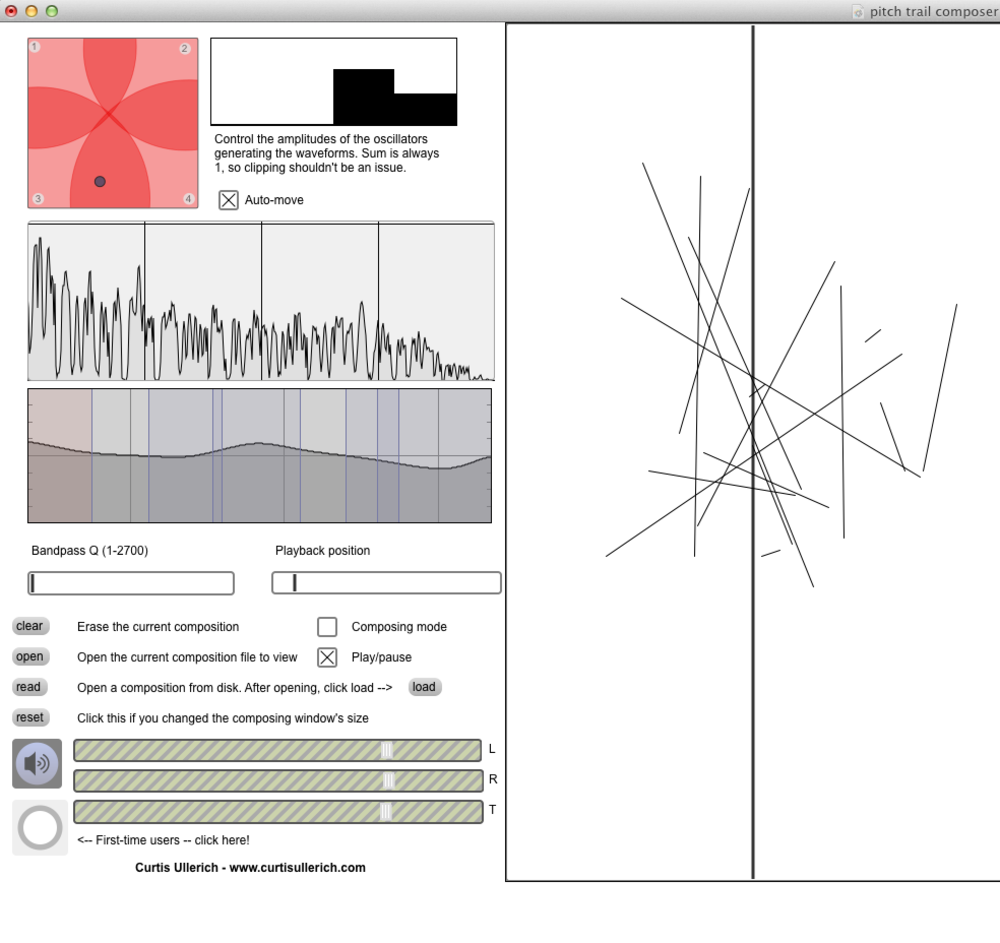 pitch trail composer
1
2
3
4
Control the amplitudes of the oscillators
generating the waveforms. Sum is always
1, so clipping shouldn't be an issue.
Auto-move
Bandpass Q (1-2700)
Playback position
clear
Erase the current composition
Composing mode
open
Open the current composition file to view
Play/pause
read
Open a composition from disk. After opening, click load -->
load
reset
Click this if you changed the composing window's size
L
R
T
<-- First-time users -- click here!
Curtis Ullerich - www.curtisullerich.com